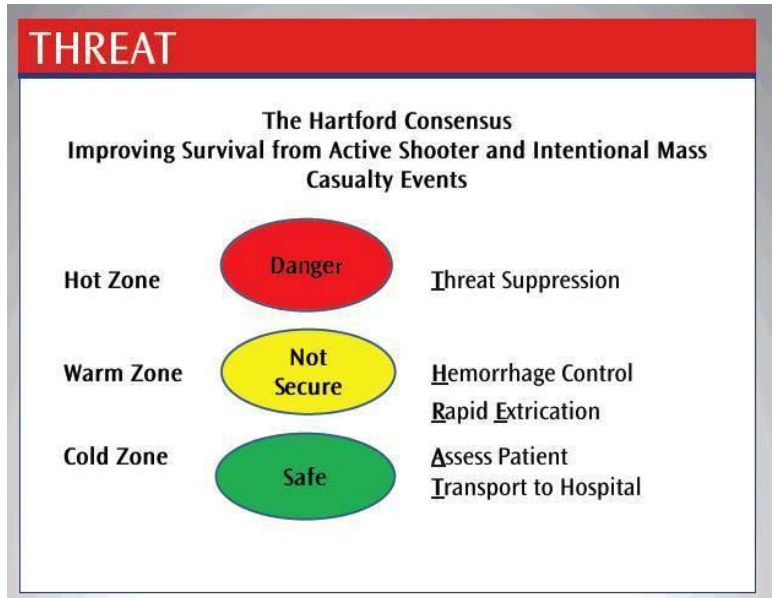 THREAT
The Hartford Consensus
Improving Survival from Active Shooter and Intentional Mass
Casualty Events
Hot Zone
Danger
Threat Suppression
Warm Zone
Not
Secure
Hemorrhage Control
Rapid Extrication
Cold Zone
Safe
Assess Patient
Transport to Hospital